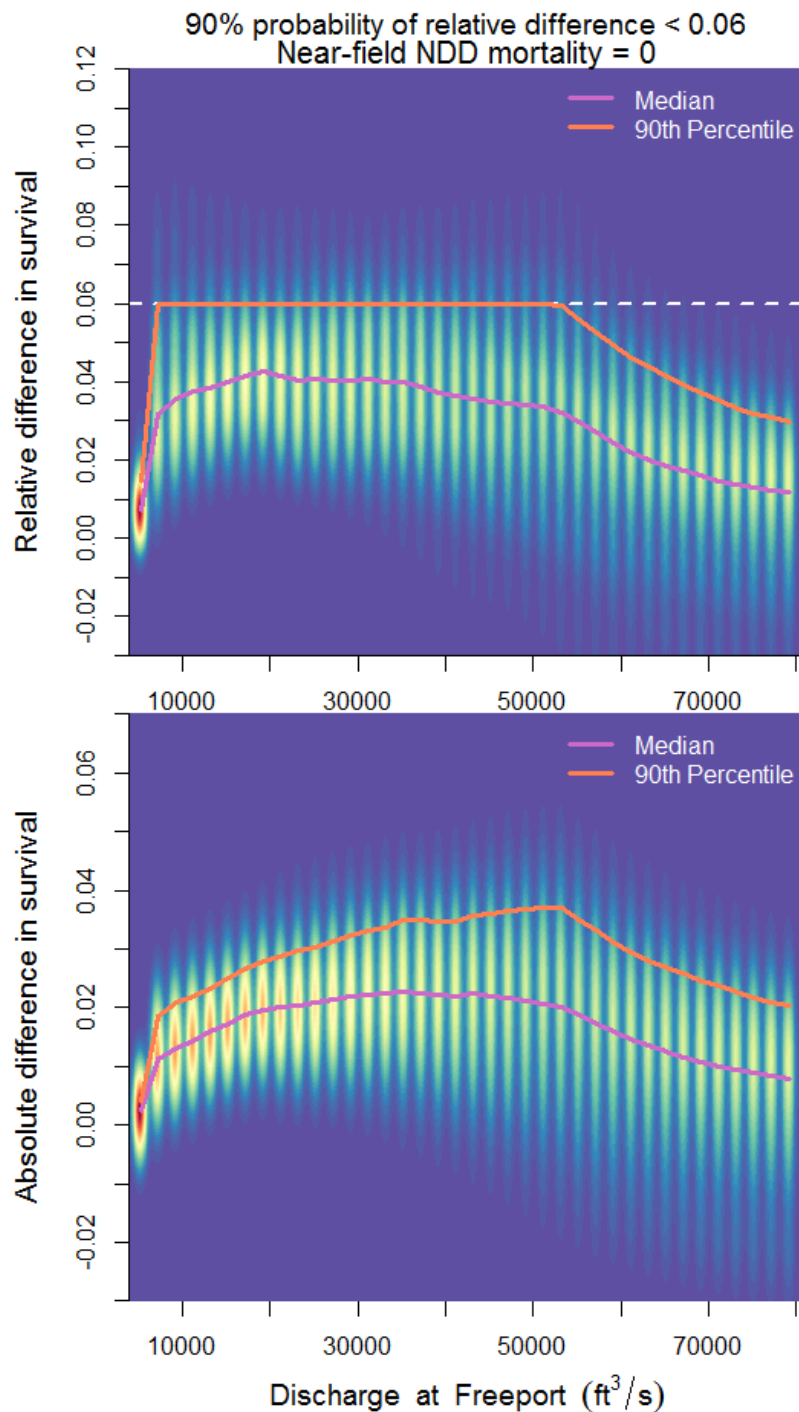 90% probability of relative difference < 0.06
Near-field NDD mortality = 0
Relative difference in survival
0.12
0.10
0.08
0.06
0.04
0.02
0.00
-0.02
Median
90th Percentile
10000 30000 50000 70000
Absolute difference in survival
0.06
0.04
0.02
0.00
-0.02
Median
90th Percentile
10000 30000 50000 70000
Discharge at Freeport (ft³/s)